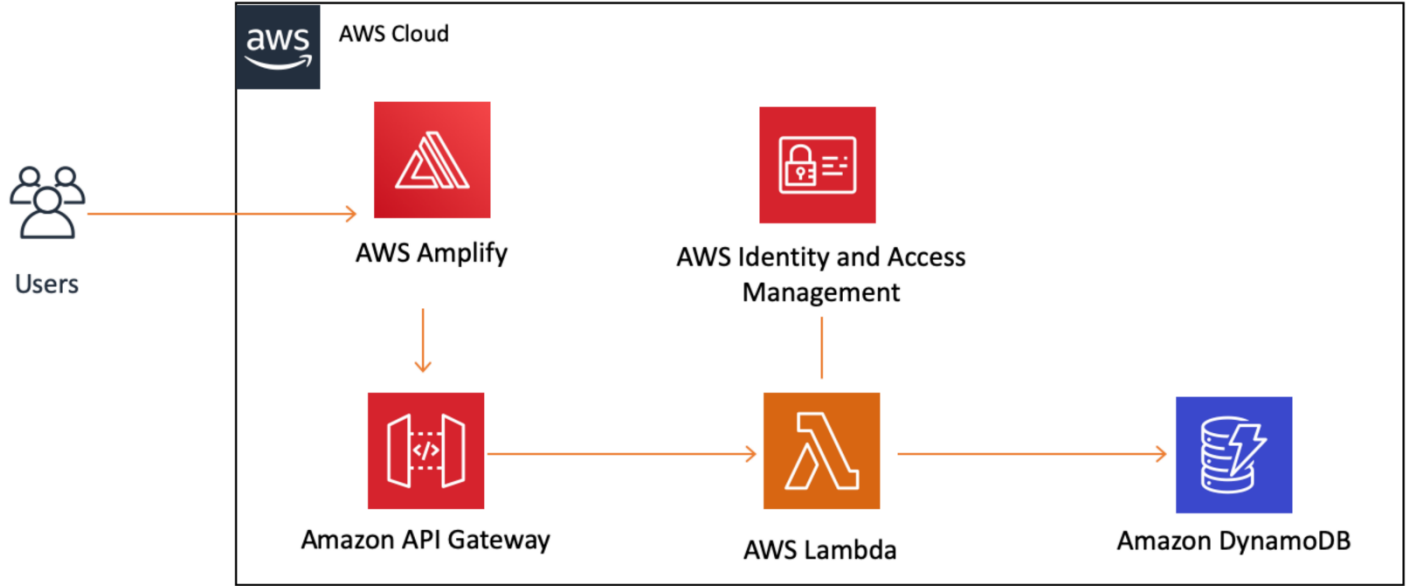 aws
AWS Cloud
Users
AWS Amplify
AWS Identity and Access
Management
</>
Amazon API Gateway
AWS Lambda
Amazon DynamoDB